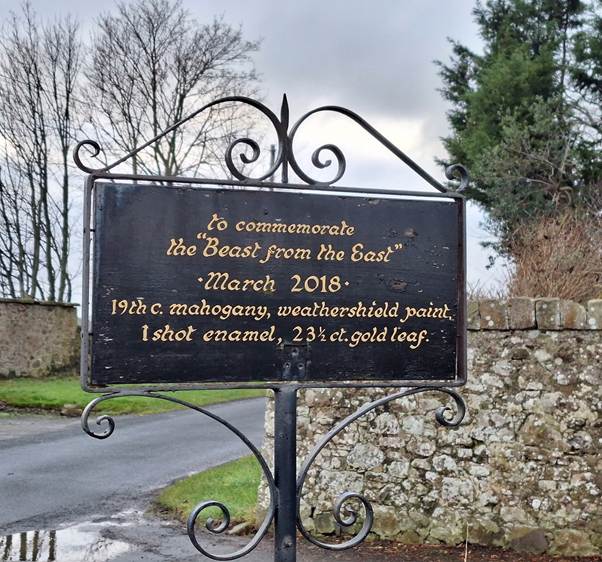 to commemorate
the "Beast from the East"
·March 2018·
19th c. mahogany, weathershield paint,
1 shot enamel, 23½ ct. gold leaf.